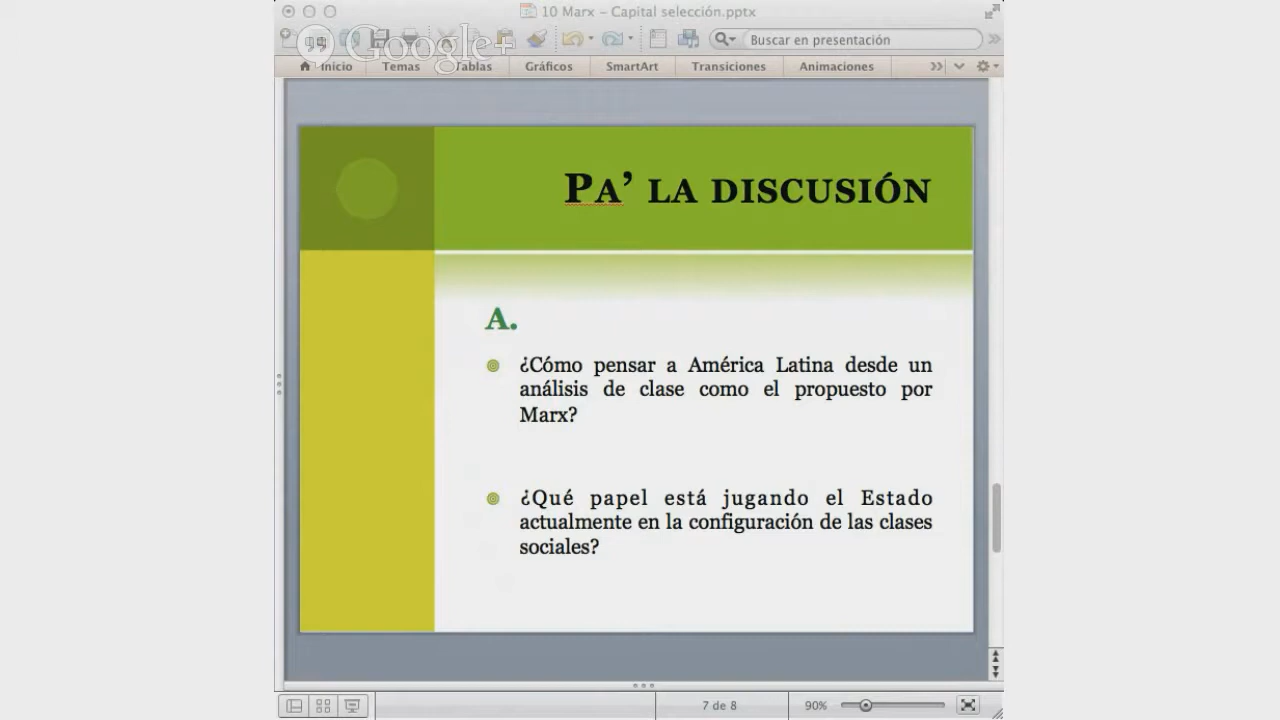 10 Marx – Capital selección.pptx
Google+
Buscar en presentación
Inicio Temas Tablas Gráficos SmartArt Transiciones Animaciones
PA’ LA DISCUSIÓN
A.
¿Cómo pensar a América Latina desde un
análisis de clase como el propuesto por
Marx?
¿Qué papel está jugando el Estado
actualmente en la configuración de las clases
sociales?
7 de 8 90%